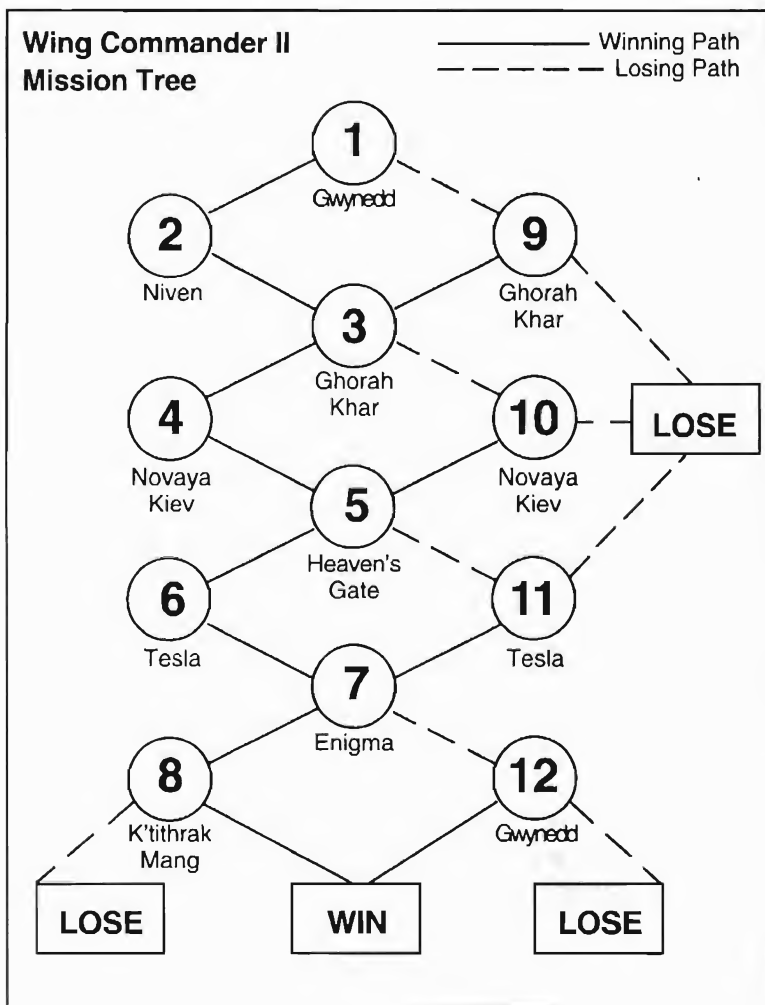 Wing Commander II
Mission Tree
Winning Path
Losing Path
1
Gwynedd
2
Niven
9
Ghorah
Khar
3
Ghorah
Khar
4
Novaya
Kiev
10
Novaya
Kiev
LOSE
5
Heaven's
Gate
6
Tesla
11
Tesla
7
Enigma
8
K'tithrak
Mang
12
Gwynedd
LOSE
WIN
LOSE